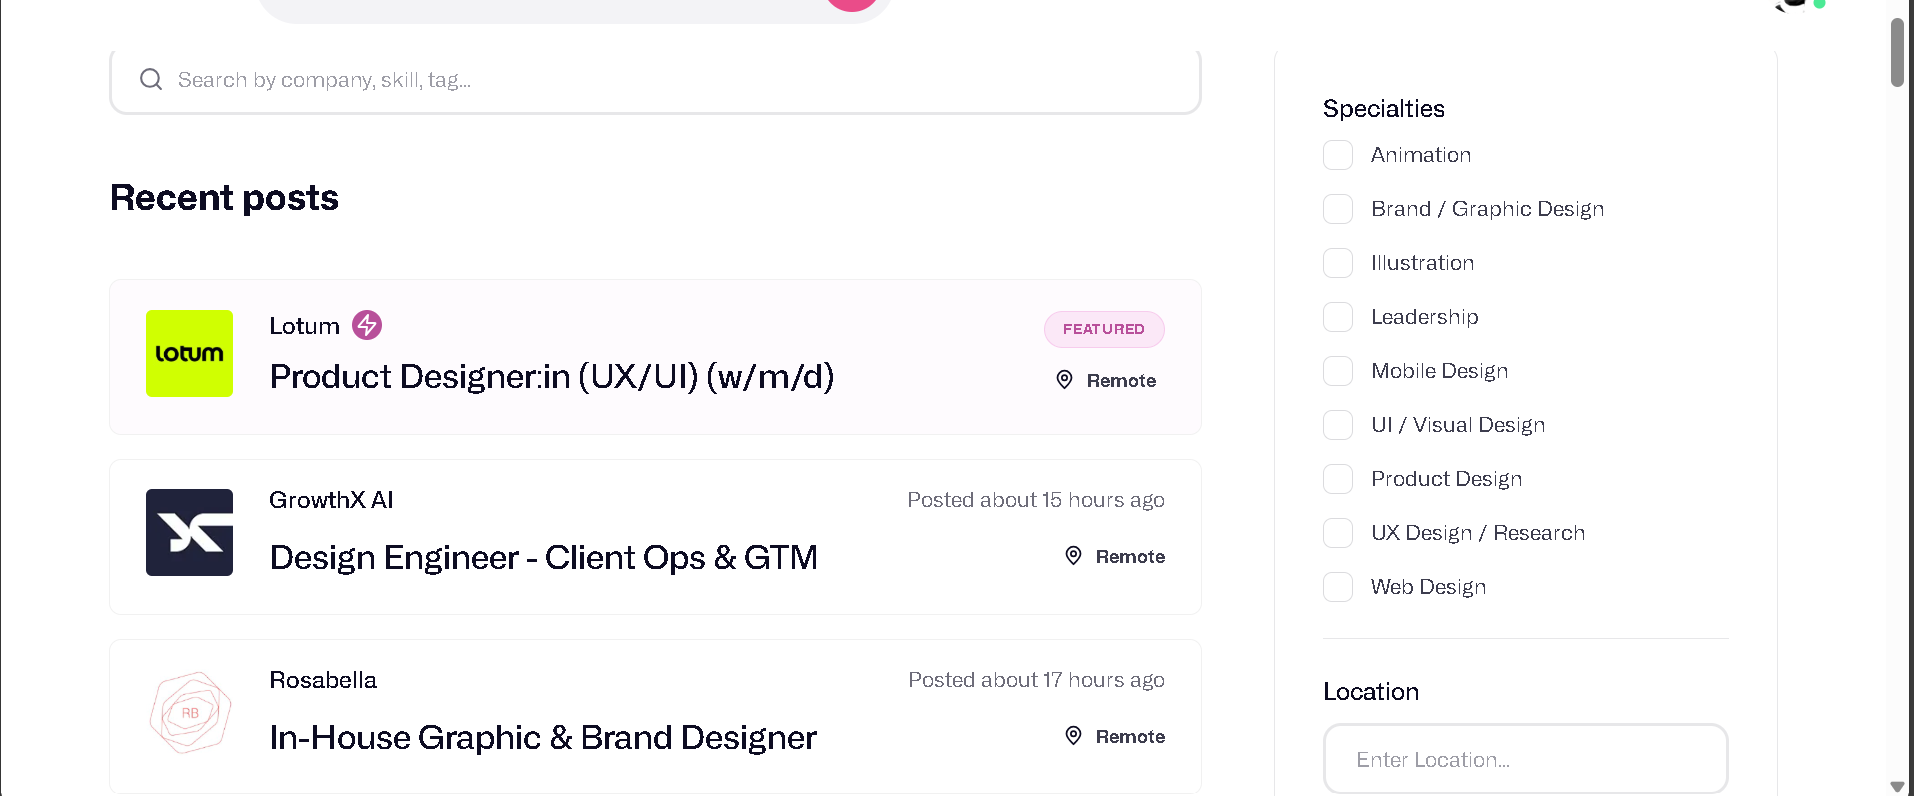 Search by company, skill, tag...
Recent posts
lotum
Lotum
FEATURED
Product Designer:in (UX/UI) (w/m/d)
Remote
GrowthX AI
Posted about 15 hours ago
Design Engineer - Client Ops & GTM
Remote
RB
Rosabella
Posted about 17 hours ago
In-House Graphic & Brand Designer
Remote
Specialties
Animation
Brand / Graphic Design
Illustration
Leadership
Mobile Design
UI / Visual Design
Product Design
UX Design / Research
Web Design
Location
Enter Location...